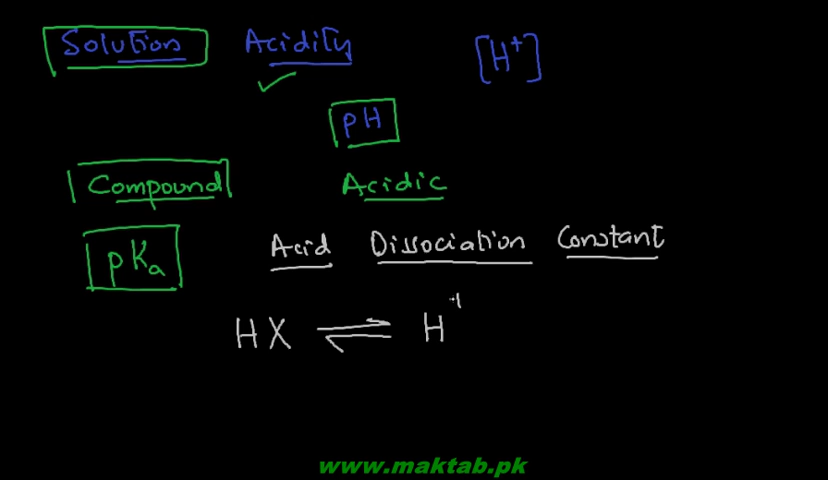 Solution Acidity [H⁺]
pH
Compound Acidic
pKₐ Acid Dissociation Constant
HX ⇌ H⁺
www.maktab.pk